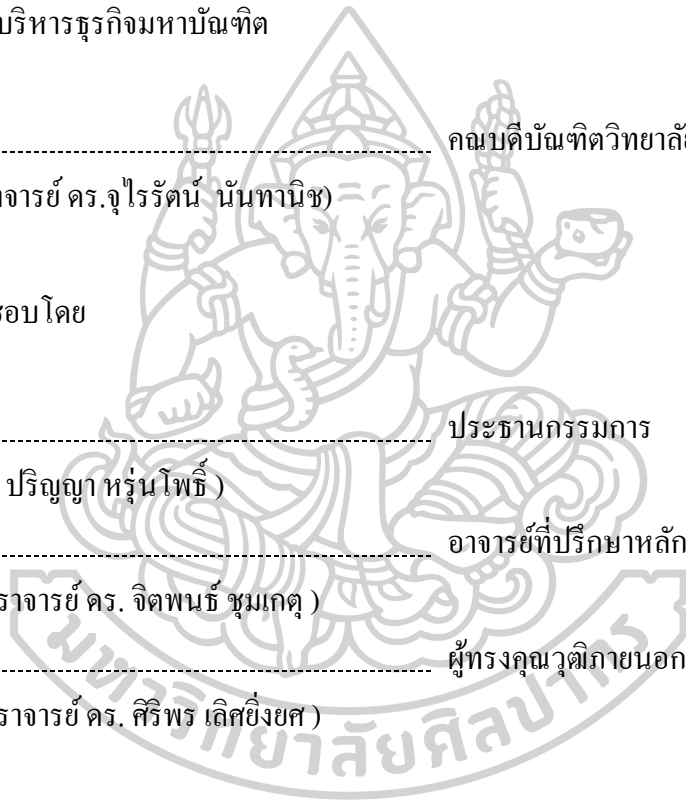 บริหารธุรกิจมหาบัณฑิต
คณบดีบัณฑิตวิทยาลัย
าจารย์ ดร.จุไรรัตน์ นันทานิช)
สอบโดย
ประธานกรรมการ
ปริญญา หรุ่นโพธิ์ )
อาจารย์ที่ปรึกษาหลัก
ราจารย์ ดร. จิตพนธ์ ชุมเกตุ )
ผู้ทรงคุณวุฒิภายนอก
ราจารย์ ดร. ศิริพร เลิศยิ่งยศ )
มหาวิทยาลัยศิลปากร